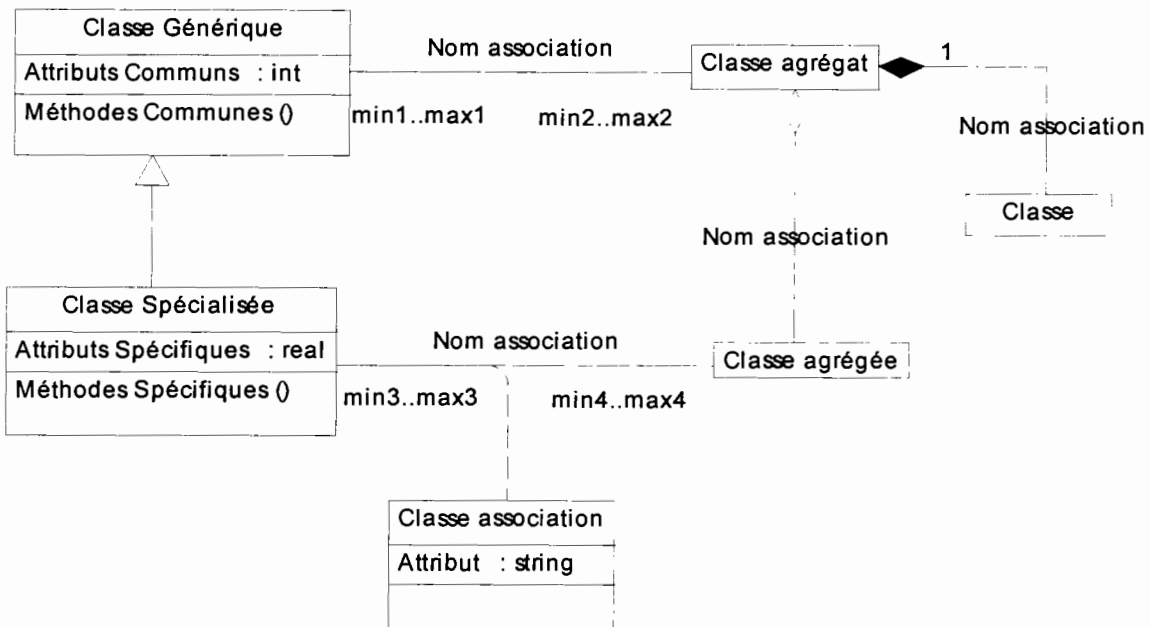 Classe Générique
Attributs Communs : int
Méthodes Communes ()
Nom association
min1..max1
min2..max2
Classe agrégat
1
Nom association
Classe
Nom association
Classe Spécialisée
Attributs Spécifiques : real
Méthodes Spécifiques ()
Nom association
min3..max3
min4..max4
Classe agrégée
Classe association
Attribut : string